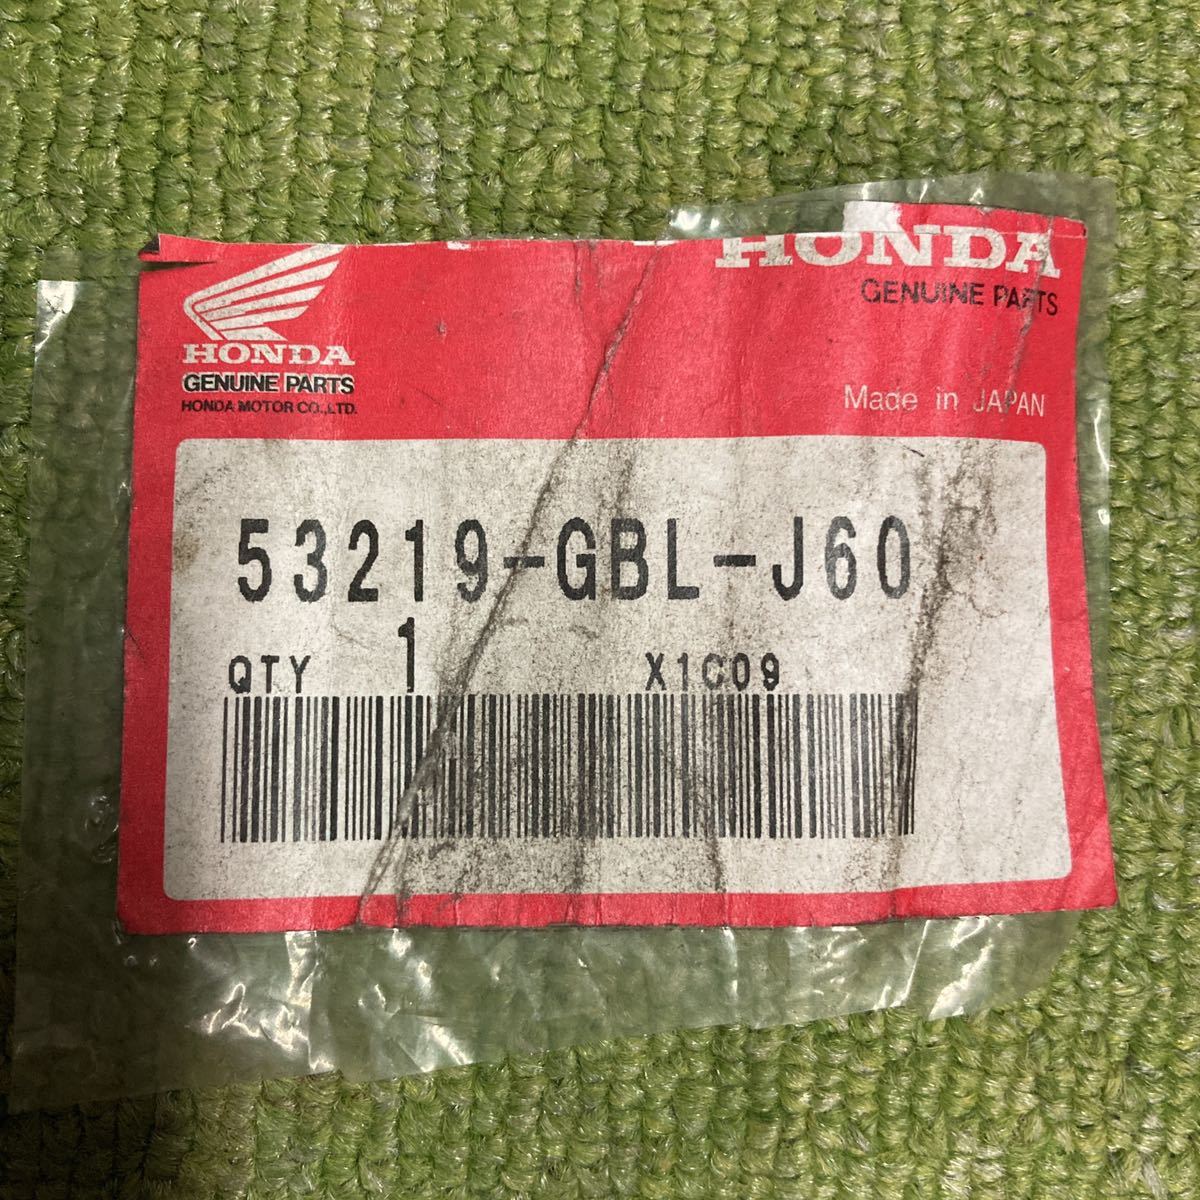 HONDA
GENUINE PARTS
HONDA
GENUINE PARTS
HONDA MOTOR CO.,LTD.
Made in JAPAN
53219-GBL-J60
QTY 1 X1C09